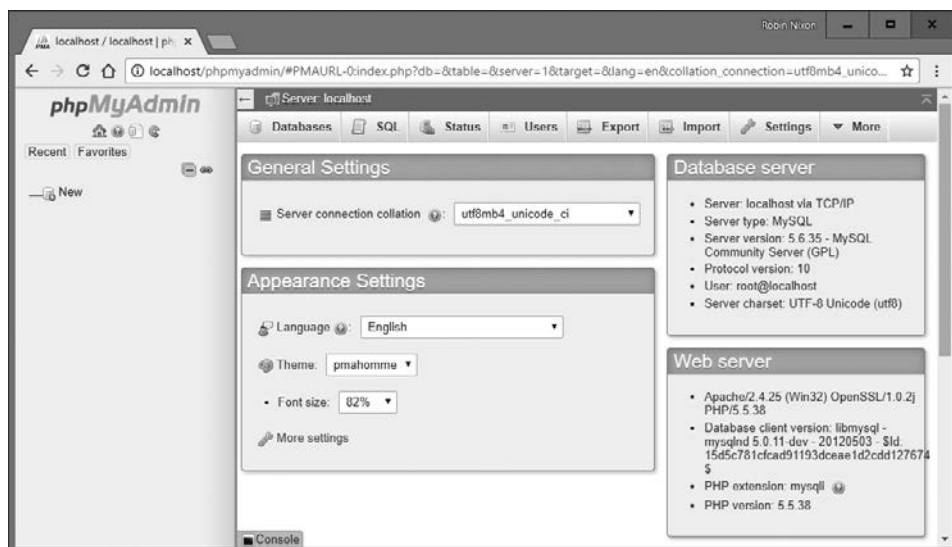 Robin Nixon
localhost / localhost | ph
localhost/phpmyadmin/#PMAURL-0:index.php?db=&table=&server=1&target=&lang=en&collation_connection=utf8mb4_unico...
phpMyAdmin
Recent Favorites
New
Server: localhost
Databases SQL Status Users Export Import Settings More
General Settings
Server connection collation : utf8mb4_unicode_ci
Appearance Settings
Language : English
Theme: pmahomme
• Font size: 82%
More settings
Database server
• Server: localhost via TCP/IP
• Server type: MySQL
• Server version: 5.6.35 - MySQL
Community Server (GPL)
• Protocol version: 10
• User: root@localhost
• Server charset: UTF-8 Unicode (utf8)
Web server
• Apache/2.4.25 (Win32) OpenSSL/1.0.2j
PHP/5.5.38
• Database client version: libmysql -
mysqlnd 5.0.11-dev - 20120503 - $Id:
15d5c781cfcad91193dceae1d2cdd127674
$
• PHP extension: mysqli
• PHP version: 5.5.38
Console